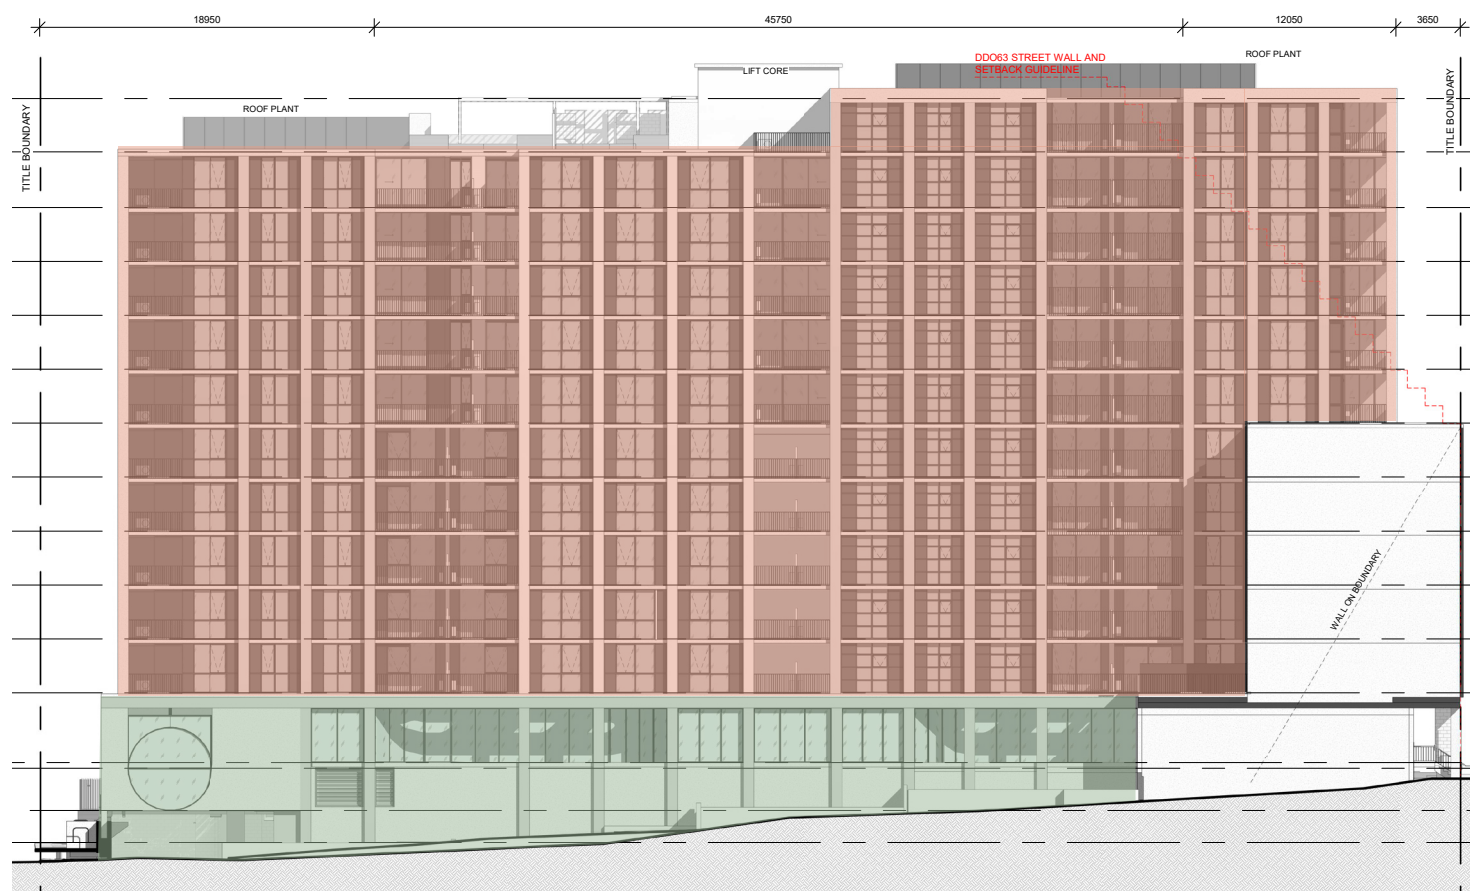 18950
45750
12050
3650
DDO63 STREET WALL AND
SETBACK GUIDELINE
ROOF PLANT
LIFT CORE
ROOF PLANT
TITLE BOUNDARY
TITLE BOUNDARY
WALL ON BOUNDARY